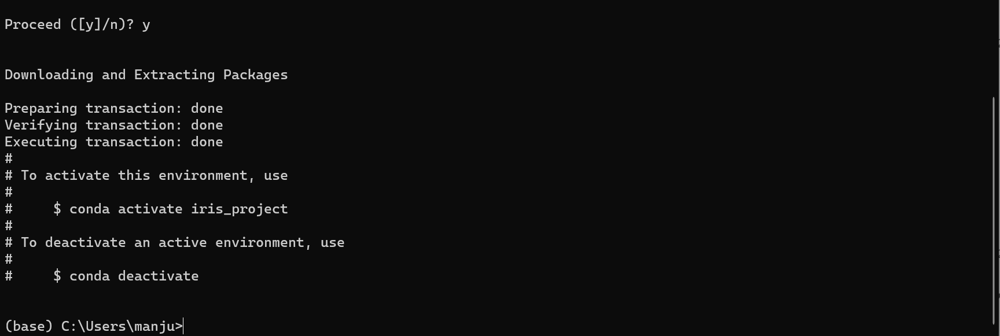 Proceed ([y]/n)? y
Downloading and Extracting Packages
Preparing transaction: done
Verifying transaction: done
Executing transaction: done
#
# To activate this environment, use
#
#     $ conda activate iris_project
#
# To deactivate an active environment, use
#
#     $ conda deactivate
(base) C:\Users\manju>